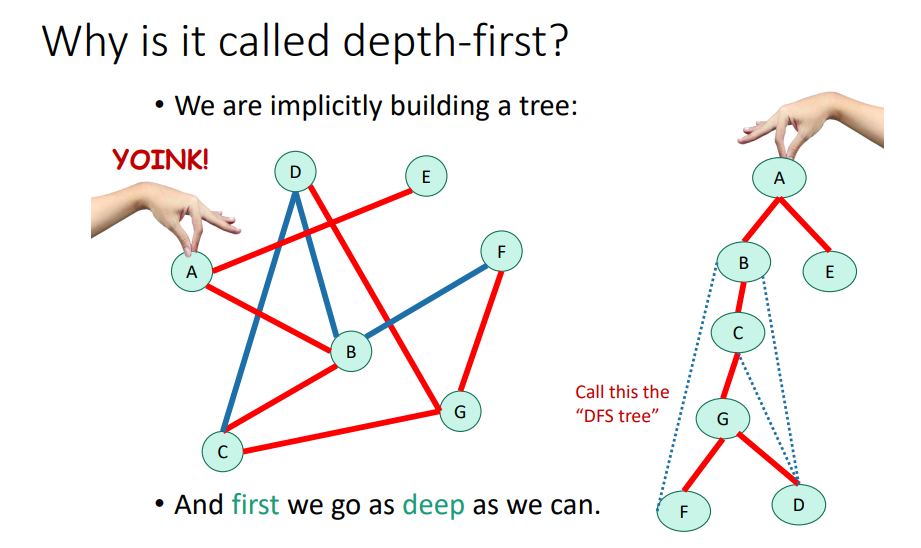 Why is it called depth-first?
• We are implicitly building a tree:
YOINK!
D
E
A
F
B
G
C
A
B
E
C
G
F
D
Call this the
“DFS tree”
• And first we go as deep as we can.